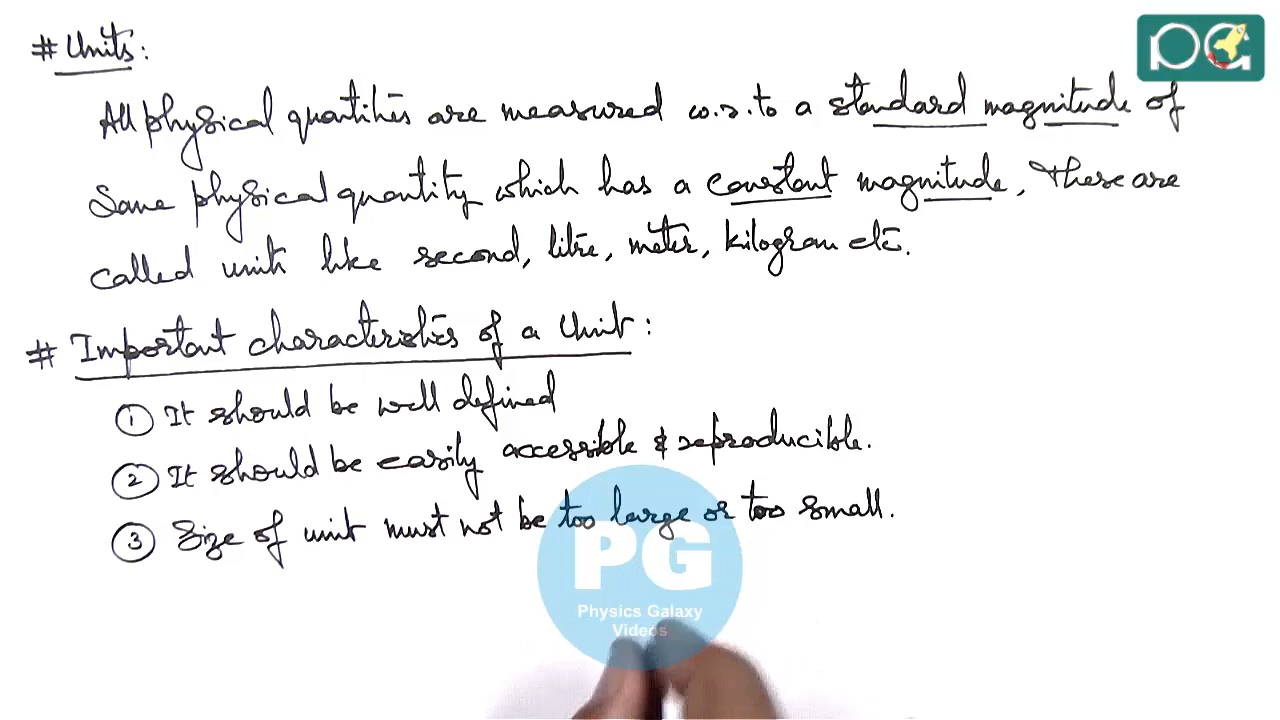 # Units:
All physical quantities are measured w.r.to a standard magnitude of
Same physical quantity which has a constant magnitude, These are
called units like second, litre, meter, kilogram etc.
# Important characteristics of a Unit:
① It should be well defined
② It should be easily accessible & reproducible.
③ Size of unit must not be too large or too small.
PG
Physics Galaxy
Videos
PG